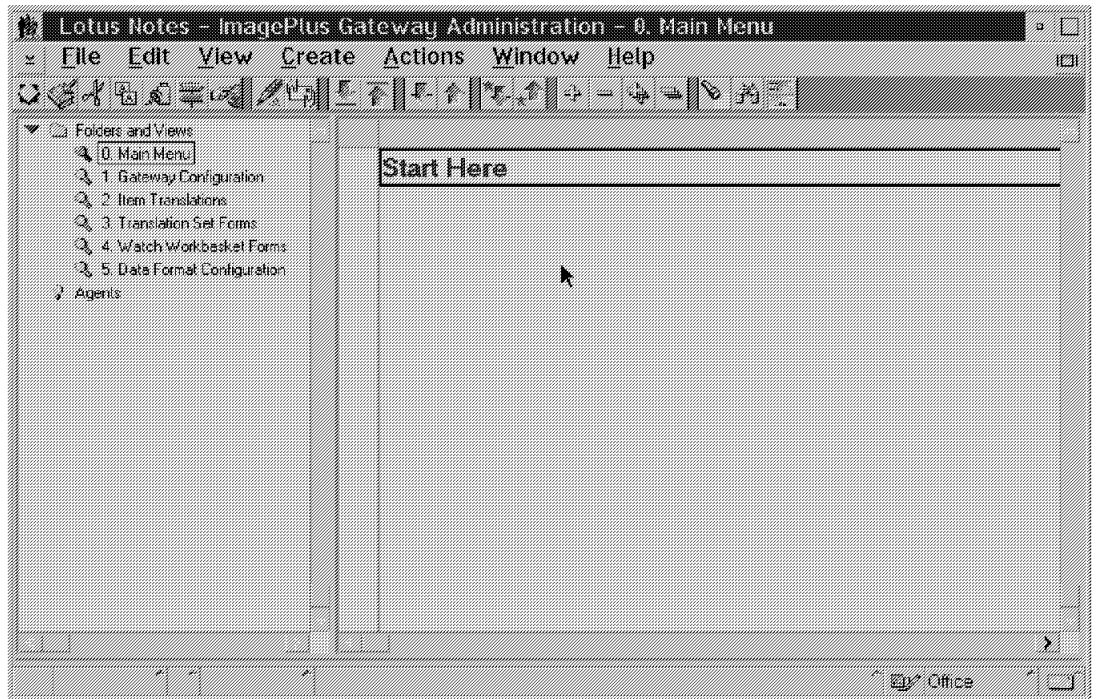 Lotus Notes - ImagePlus Gateway Administration - 0. Main Menu
File Edit View Create Actions Window Help
Folders and Views
0. Main Menu
1. Gateway Configuration
2. Item Translations
3. Translation Set Forms
4. Watch Workbasket Forms
5. Data Format Configuration
Agents
Start Here
Office